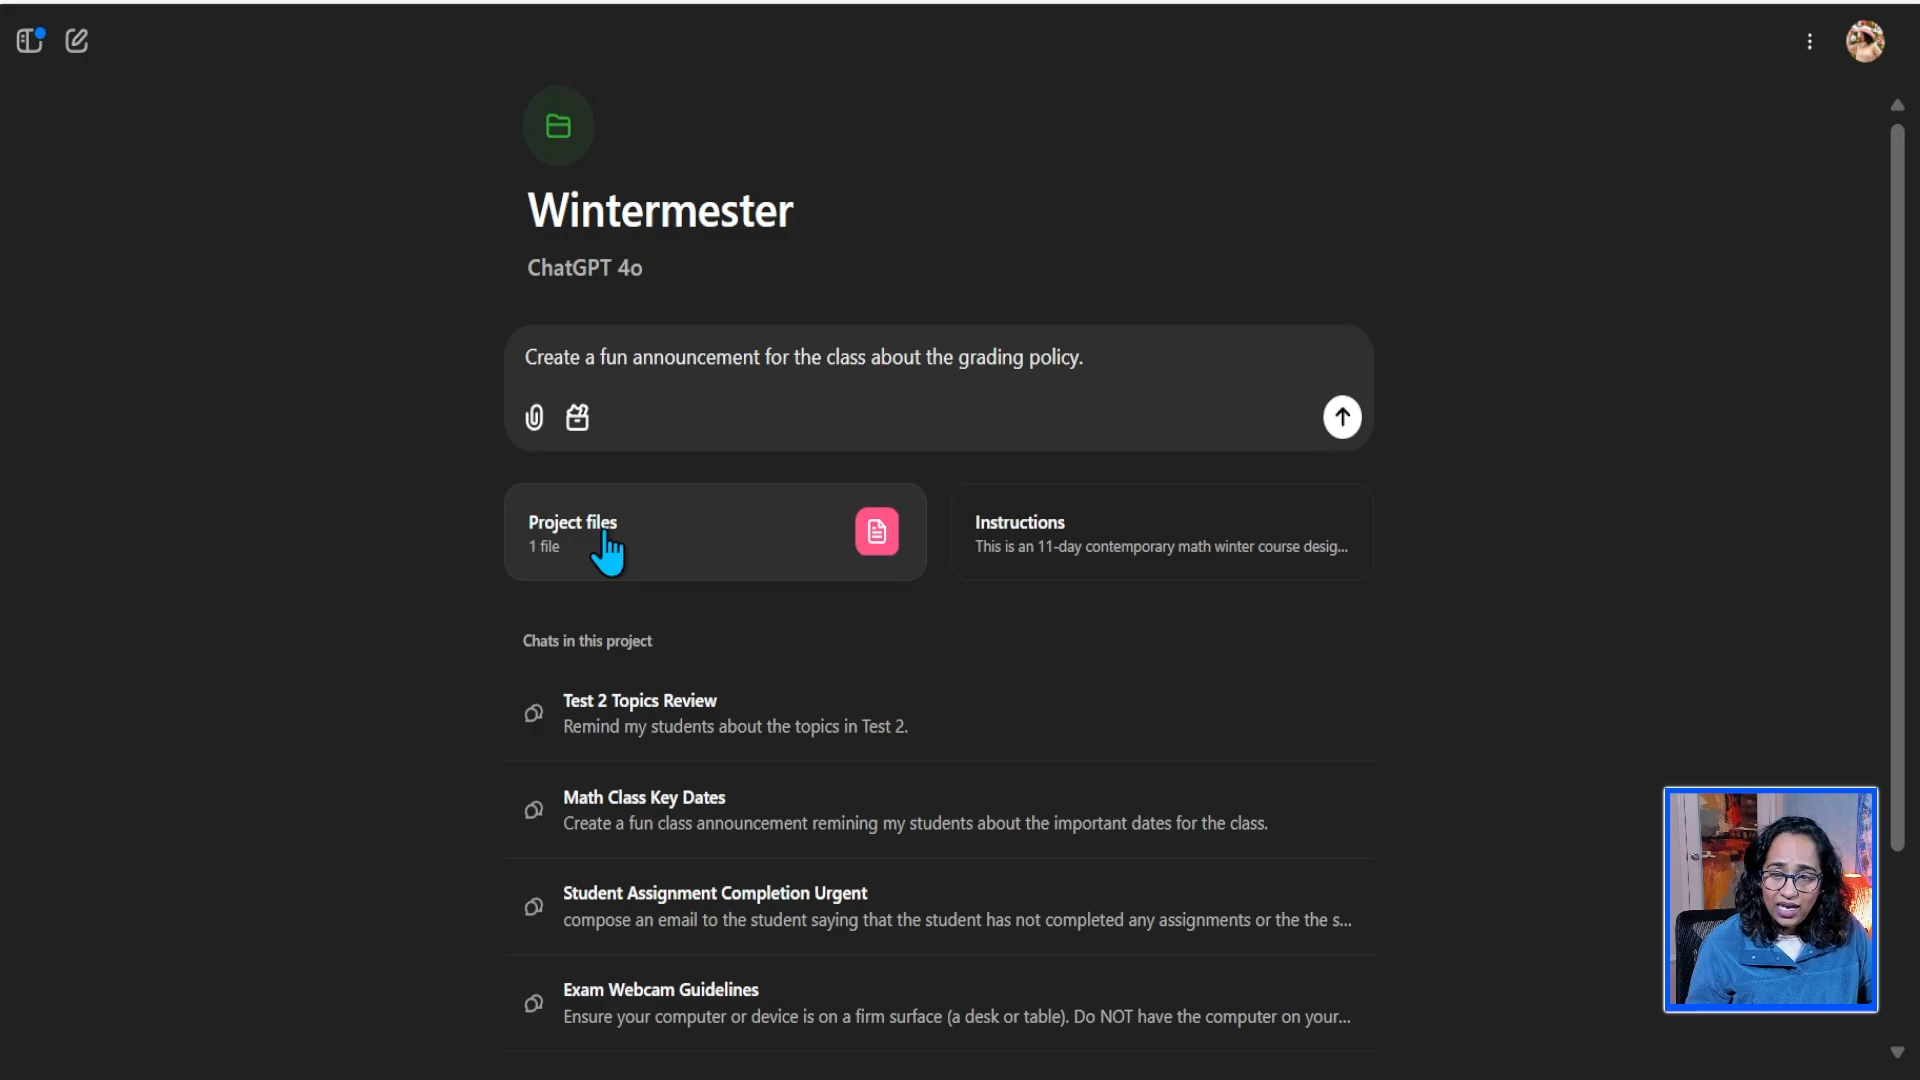 Wintermester
ChatGPT 4o
Create a fun announcement for the class about the grading policy.
Project files
1 file
Instructions
This is an 11-day contemporary math winter course desig...
Chats in this project
Test 2 Topics Review
Remind my students about the topics in Test 2.
Math Class Key Dates
Create a fun class announcement remining my students about the important dates for the class.
Student Assignment Completion Urgent
compose an email to the student saying that the student has not completed any assignments or the the s...
Exam Webcam Guidelines
Ensure your computer or device is on a firm surface (a desk or table). Do NOT have the computer on your...